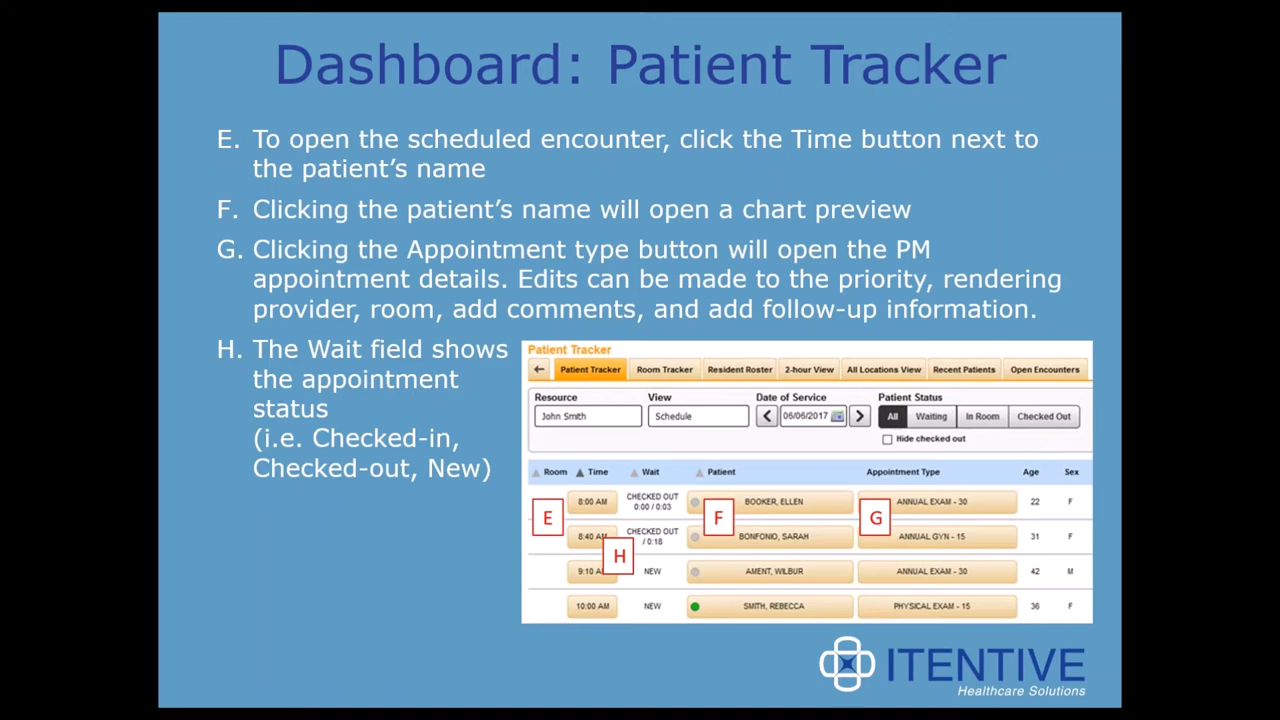 Dashboard: Patient Tracker
E. To open the scheduled encounter, click the Time button next to
the patient’s name
F. Clicking the patient’s name will open a chart preview
G. Clicking the Appointment type button will open the PM
appointment details. Edits can be made to the priority, rendering
provider, room, add comments, and add follow-up information.
H. The Wait field shows
the appointment
status
(i.e. Checked-in,
Checked-out, New)
Patient Tracker
Patient Tracker Room Tracker Resident Roster 2-hour View All Locations View Recent Patients Open Encounters
Resource View Date of Service Patient Status
John Smith Schedule 06/06/2017 All Waiting In Room Checked Out
Hide checked out
Room Time Wait Patient Appointment Type Age Sex
8:00 AM CHECKED OUT 0:00 / 0:03 BOOKER, ELLEN ANNUAL EXAM - 30 22 F
E F G
8:40 AM CHECKED OUT / 0:18 BONFONIO, SARAH ANNUAL GYN - 15 31 F
H
9:10 NEW AMENT, WILBUR ANNUAL EXAM - 30 42 M
10:00 AM NEW SMITH, REBECCA PHYSICAL EXAM - 15 36 F
ITENTIVE
Healthcare Solutions